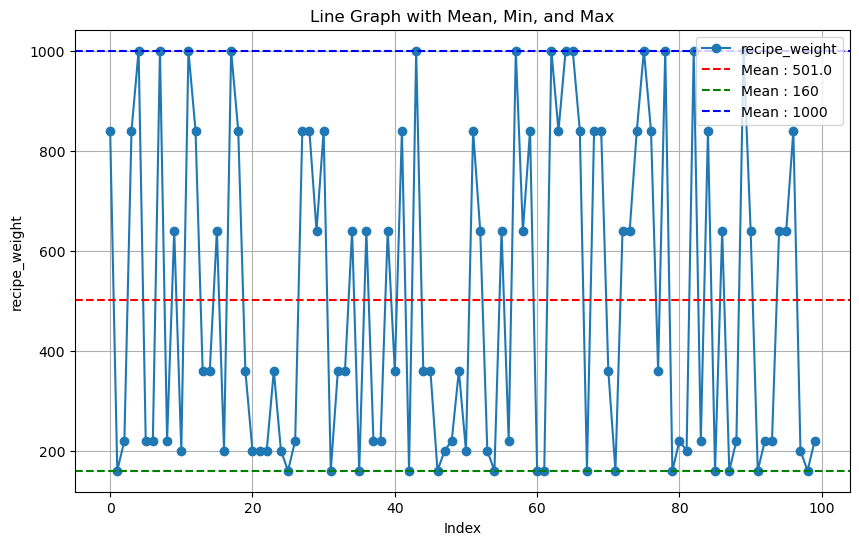 Line Graph with Mean, Min, and Max
recipe_weight
Mean : 501.0
Mean : 160
Mean : 1000
1000
800
600
400
200
recipe_weight
0
20
40
60
80
100
Index